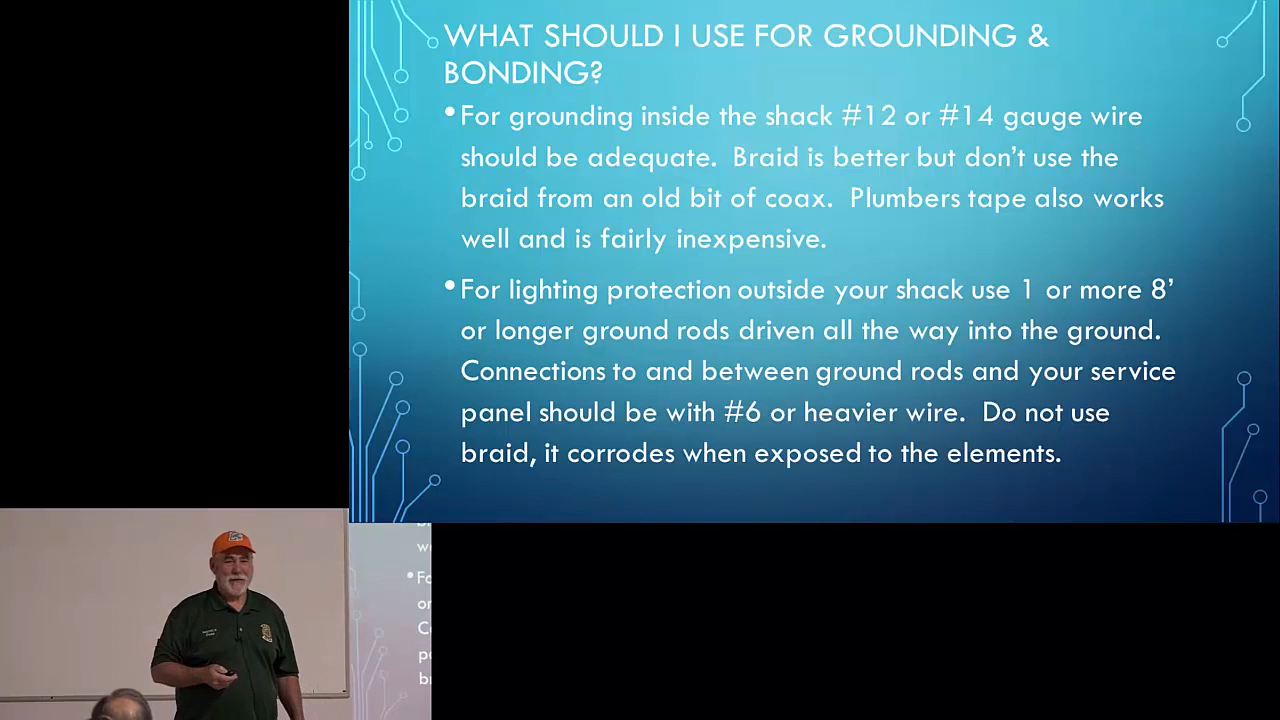 WHAT SHOULD I USE FOR GROUNDING &
BONDING?
•For grounding inside the shack #12 or #14 gauge wire
should be adequate.  Braid is better but don't use the
braid from an old bit of coax.  Plumbers tape also works
well and is fairly inexpensive.
•For lighting protection outside your shack use 1 or more 8'
or longer ground rods driven all the way into the ground.
Connections to and between ground rods and your service
panel should be with #6 or heavier wire.  Do not use
braid, it corrodes when exposed to the elements.